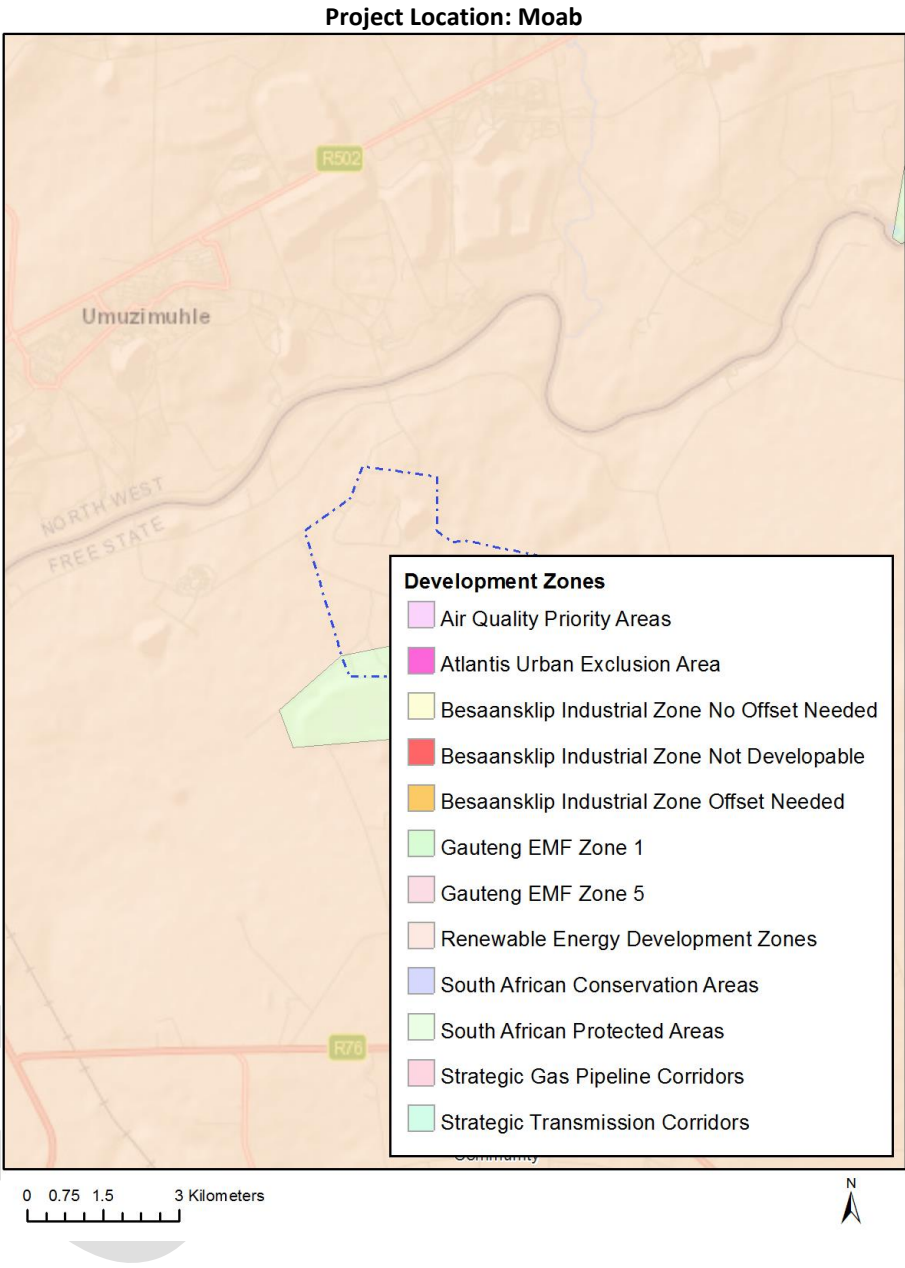 Project Location: Moab
R502
Umuzimuhle
NORTH WEST
FREE STATE
Development Zones
Air Quality Priority Areas
Atlantis Urban Exclusion Area
Besaansklip Industrial Zone No Offset Needed
Besaansklip Industrial Zone Not Developable
Besaansklip Industrial Zone Offset Needed
Gauteng EMF Zone 1
Gauteng EMF Zone 5
Renewable Energy Development Zones
South African Conservation Areas
South African Protected Areas
Strategic Gas Pipeline Corridors
Strategic Transmission Corridors
R76
Community
0 0.75 1.5 3 Kilometers
N